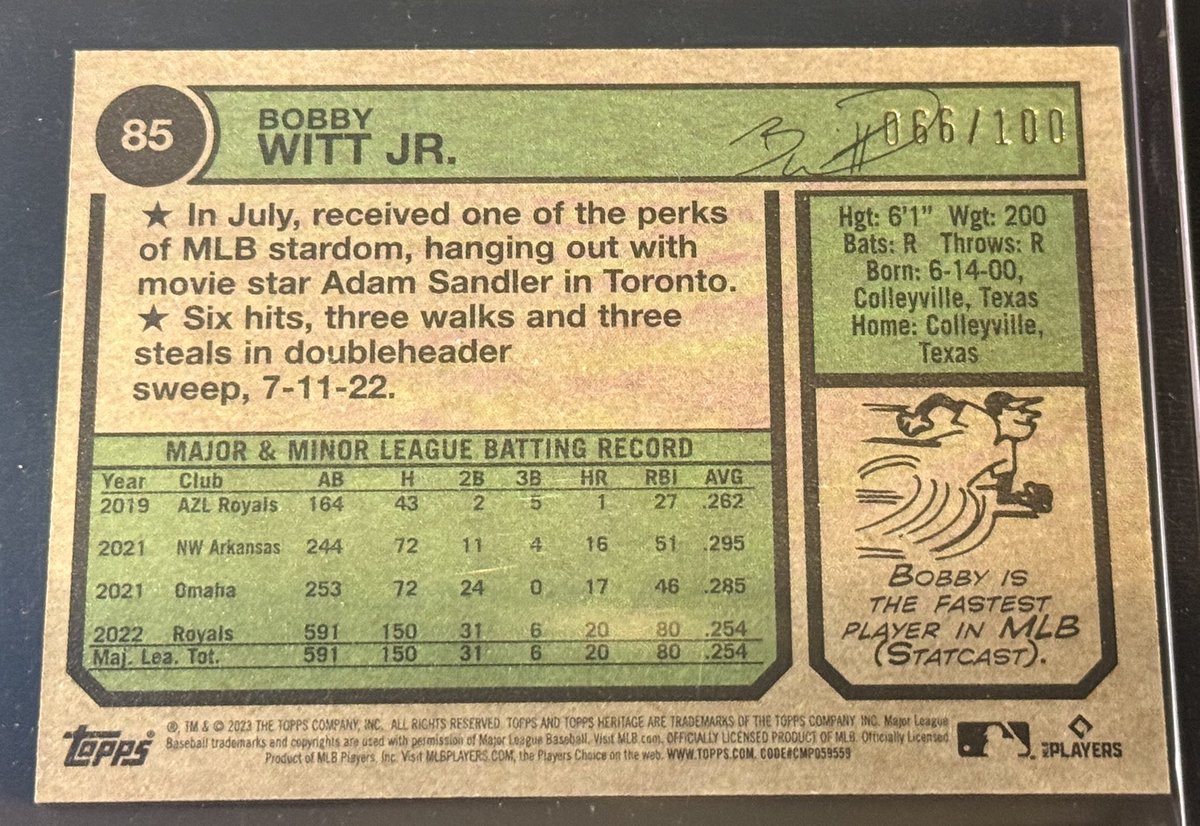 85
BOBBY
WITT JR.
066/100
★ In July, received one of the perks
of MLB stardom, hanging out with
movie star Adam Sandler in Toronto.
★ Six hits, three walks and three
steals in doubleheader
sweep, 7-11-22.
Hgt: 6'1" Wgt: 200
Bats: R Throws: R
Born: 6-14-00,
Colleyville, Texas
Home: Colleyville,
Texas
MAJOR & MINOR LEAGUE BATTING RECORD
Year Club AB H 2B 3B HR RBI AVG
2019 AZL Royals 164 43 2 5 1 27 .262
2021 NW Arkansas 244 72 11 4 16 51 .295
2021 Omaha 253 72 24 0 17 46 .285
2022 Royals 591 150 31 6 20 80 .254
Maj. Lea. Tot. 591 150 31 6 20 80 .254
BOBBY IS
THE FASTEST
PLAYER IN MLB
(STATCAST).
topps®
®, TM & © 2023 THE TOPPS COMPANY, INC. ALL RIGHTS RESERVED. TOPPS AND TOPPS HERITAGE ARE TRADEMARKS OF THE TOPPS COMPANY, INC. Major League
Baseball trademarks and copyrights are used with permission of Major League Baseball. Visit MLB.com. OFFICIALLY LICENSED PRODUCT OF MLB. Officially Licensed
Product of MLB Players, Inc. Visit MLBPLAYERS.COM, the Players Choice on the web. WWW.TOPPS.COM. CODE#CMP059559
MLB PLAYERS